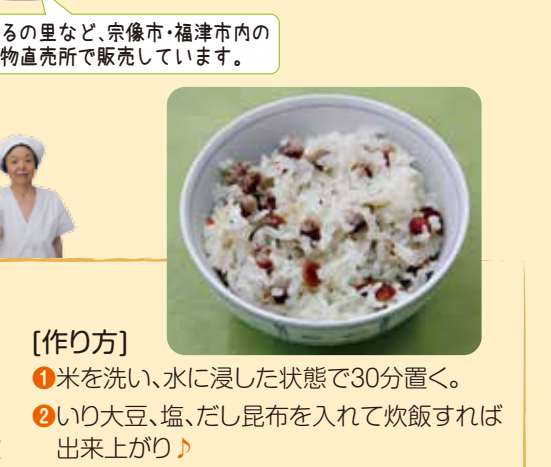 るの里など、宗像市・福津市内の
物直売所で販売しています。
[作り方]
❶米を洗い、水に浸した状態で30分置く。
❷いり大豆、塩、だし昆布を入れて炊飯すれば
出来上がり♪